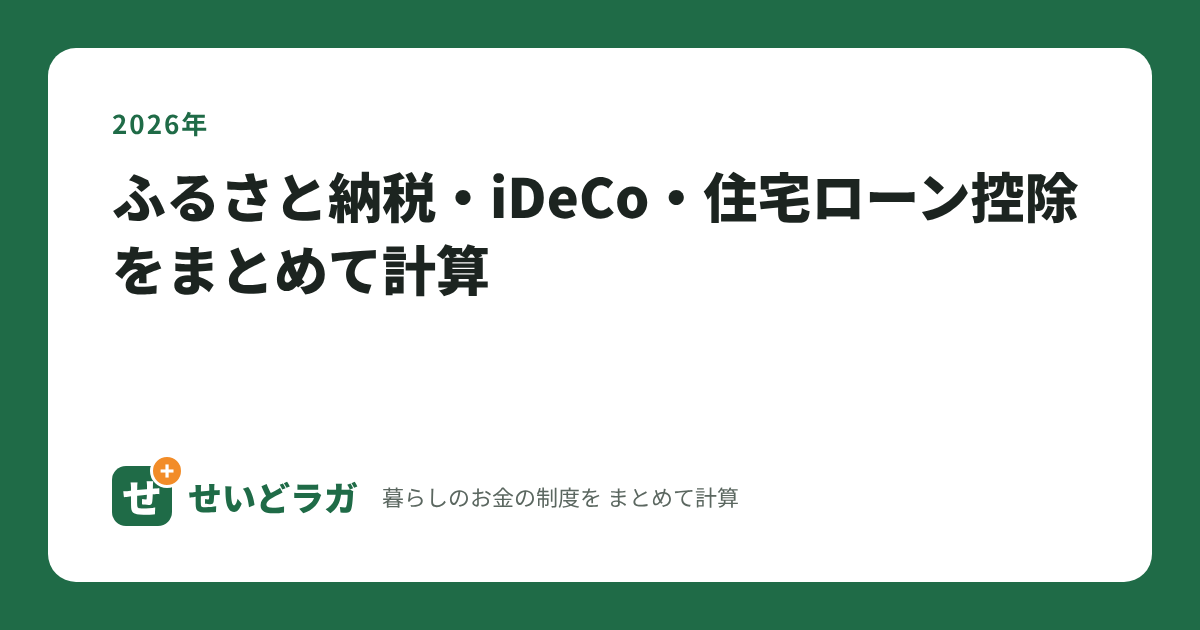 2026年
ふるさと納税・iDeCo・住宅ローン控除
をまとめて計算
せ+
せいどラガ 暮らしのお金の制度を まとめて計算